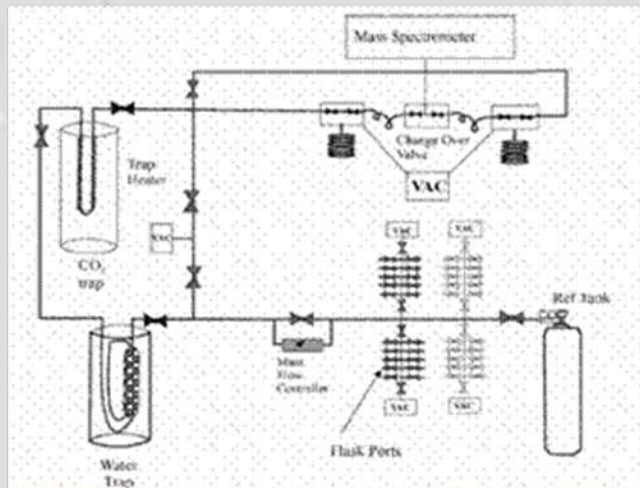 Mass Spectrometer
Change Over
Valve
VAC
Trap
Heater
VAC
CO₂
trap
VAC
VAC
Ref Tank
Mass
Flow
Controller
VAC
VAC
Flask Ports
Water
Trap